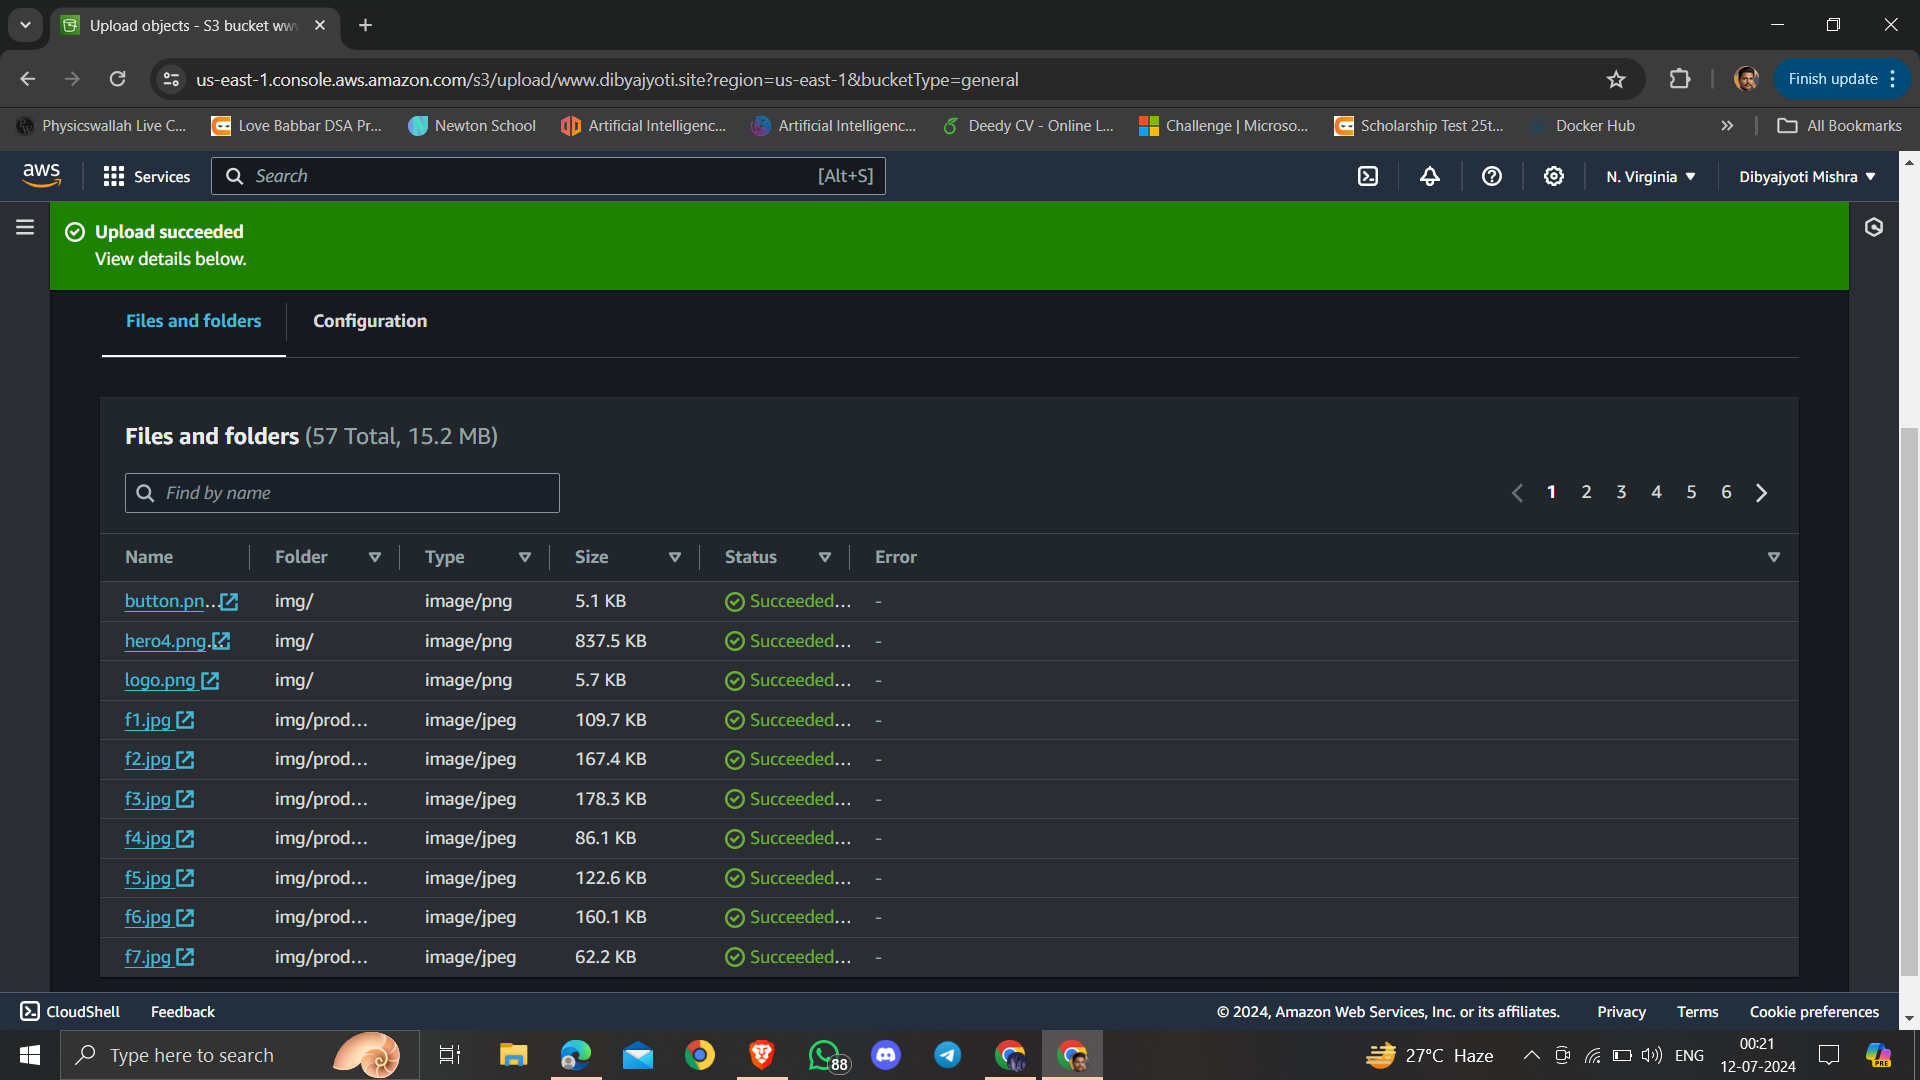 Upload objects - S3 bucket ww
us-east-1.console.aws.amazon.com/s3/upload/www.dibyajyoti.site?region=us-east-1&bucketType=general
Finish update
Physicswallah Live C...
Love Babbar DSA Pr...
Newton School
Artificial Intelligenc...
Artificial Intelligenc...
Deedy CV - Online L...
Challenge | Microso...
Scholarship Test 25t...
Docker Hub
All Bookmarks
aws
Services
Search
[Alt+S]
N. Virginia
Dibyajyoti Mishra
Upload succeeded
View details below.
Files and folders
Configuration
Files and folders (57 Total, 15.2 MB)
Find by name
1 2 3 4 5 6
Name Folder Type Size Status Error
button.pn... img/ image/png 5.1 KB Succeeded... -
hero4.png... img/ image/png 837.5 KB Succeeded... -
logo.png img/ image/png 5.7 KB Succeeded... -
f1.jpg img/prod... image/jpeg 109.7 KB Succeeded... -
f2.jpg img/prod... image/jpeg 167.4 KB Succeeded... -
f3.jpg img/prod... image/jpeg 178.3 KB Succeeded... -
f4.jpg img/prod... image/jpeg 86.1 KB Succeeded... -
f5.jpg img/prod... image/jpeg 122.6 KB Succeeded... -
f6.jpg img/prod... image/jpeg 160.1 KB Succeeded... -
f7.jpg img/prod... image/jpeg 62.2 KB Succeeded... -
CloudShell
Feedback
© 2024, Amazon Web Services, Inc. or its affiliates.
Privacy
Terms
Cookie preferences
Type here to search
88
27°C Haze
ENG
00:21
12-07-2024
PRE